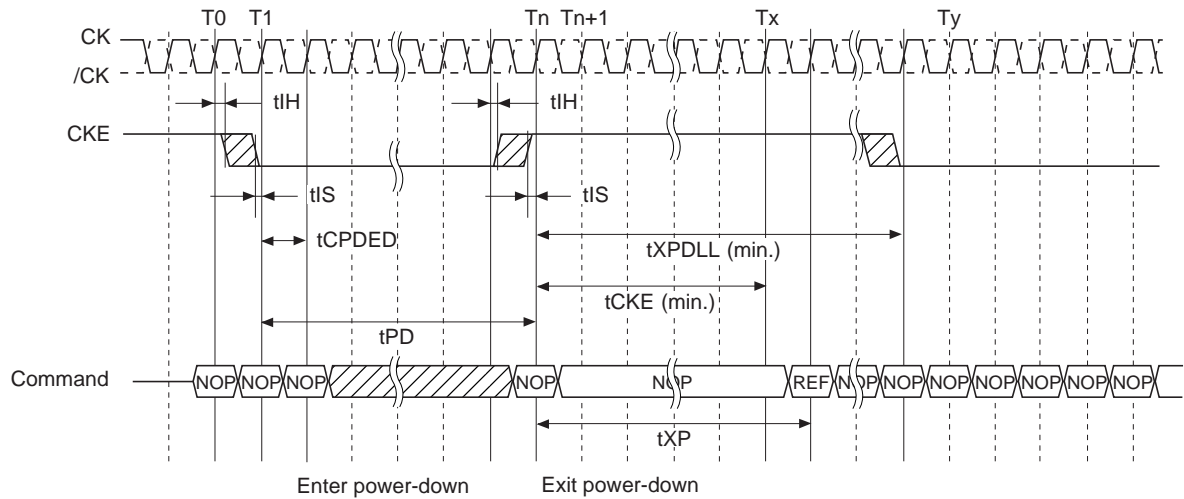 T0 T1 Tn Tn+1 Tx Ty
CK
/CK
tIH tIH
CKE
tIS tIS
tCPDED
tXPDLL (min.)
tCKE (min.)
tPD
Command NOP NOP NOP NOP NOP REF NOP NOP NOP NOP NOP NOP NOP
tXP
Enter power-down Exit power-down